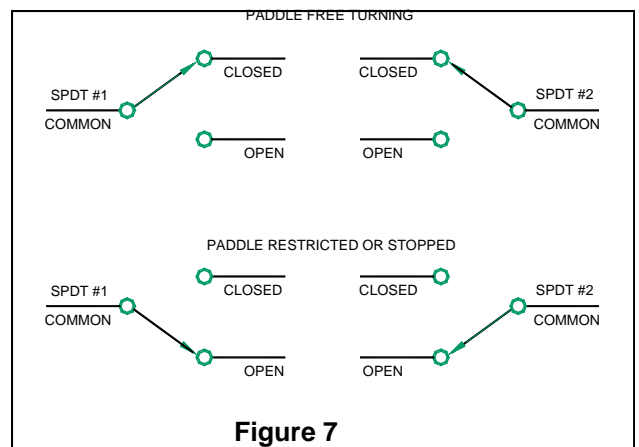 PADDLE FREE TURNING
CLOSED CLOSED
SPDT #1 SPDT #2
COMMON COMMON
OPEN OPEN
PADDLE RESTRICTED OR STOPPED
SPDT #1 CLOSED CLOSED SPDT #2
COMMON COMMON
OPEN OPEN
Figure 7